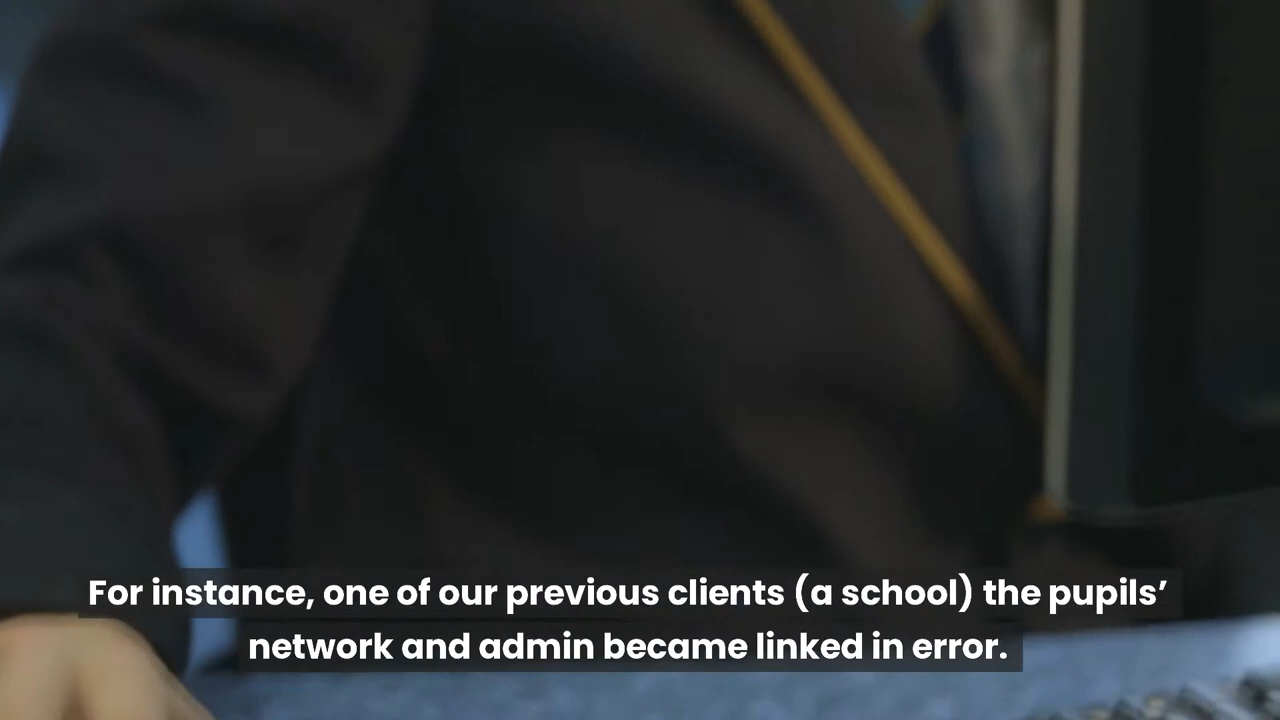 For instance, one of our previous clients (a school) the pupils’
network and admin became linked in error.